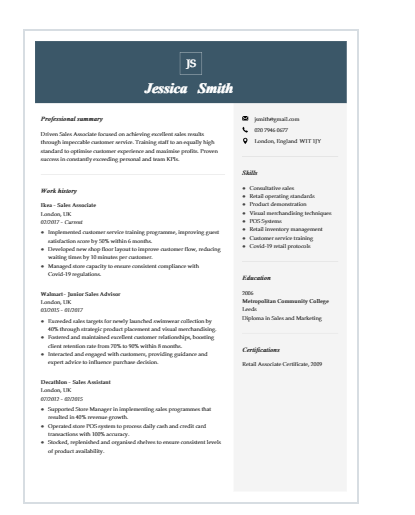 JS
Jessica Smith
Professional summary
Driven Sales Associate focused on achieving excellent sales results
through impeccable customer service. Training staff to an equally high
standard to optimise customer experience and maximise profits. Proven
success in constantly exceeding personal and team KPIs.
Work history
Ikea - Sales Associate
London, UK
02/2017 - Current
• Implemented customer service training programme, improving guest
satisfaction score by 50% within 6 months.
• Developed new shop floor layout to improve customer flow, reducing
waiting times by 10 minutes per customer.
• Managed store capacity to ensure consistent compliance with
Covid-19 regulations.
Walmart - Junior Sales Advisor
London, UK
03/2015 - 01/2017
• Exceeded sales targets for newly launched swimwear collection by
40% through strategic product placement and visual merchandising.
• Fostered and maintained excellent customer relationships, boosting
client retention rate from 70% to 90% within 8 months.
• Interacted and engaged with customers, providing guidance and
expert advice to influence purchase decision.
Decathlon - Sales Assistant
London, UK
07/2012 - 02/2015
• Supported Store Manager in implementing sales programmes that
resulted in 40% revenue growth.
• Operated store POS system to process daily cash and credit card
transactions with 100% accuracy.
• Stocked, replenished and organised shelves to ensure consistent levels
of product availability.
jsmith@gmail.com
020 7946 0677
London, England WIT 1JY
Skills
• Consultative sales
• Retail operating standards
• Product demonstration
• Visual merchandising techniques
• POS Systems
• Retail inventory management
• Customer service training
• Covid-19 retail protocols
Education
2006
Metropolitan Community College
Leeds
Diploma in Sales and Marketing
Certifications
Retail Associate Certificate, 2009